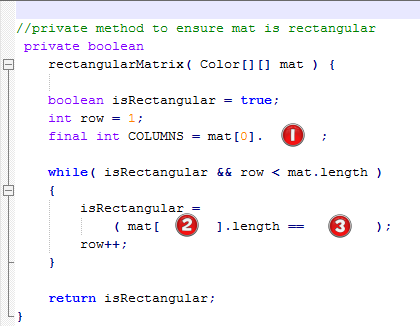 //private method to ensure mat is rectangular
private boolean
rectangularMatrix( Color[][] mat ) {
boolean isRectangular = true;
int row = 1;
final int COLUMNS = mat[0]. 1 ;
while( isRectangular && row < mat.length )
{
isRectangular =
( mat[ 2 ].length == 3 );
row++;
}
return isRectangular;
}